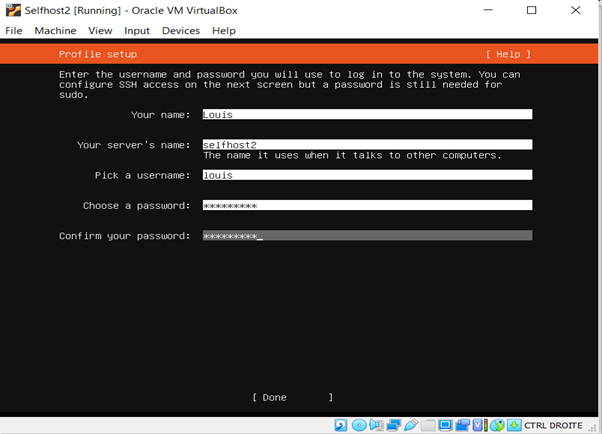 Selfhost2 [Running] - Oracle VM VirtualBox
File Machine View Input Devices Help
Profile setup [ Help ]
Enter the username and password you will use to log in to the system. You can
configure SSH access on the next screen but a password is still needed for
sudo.
Your name: Louis
Your server's name: selfhost2
The name it uses when it talks to other computers.
Pick a username: louis
Choose a password: *********
Confirm your password: *********_
[ Done ]
CTRL DROITE